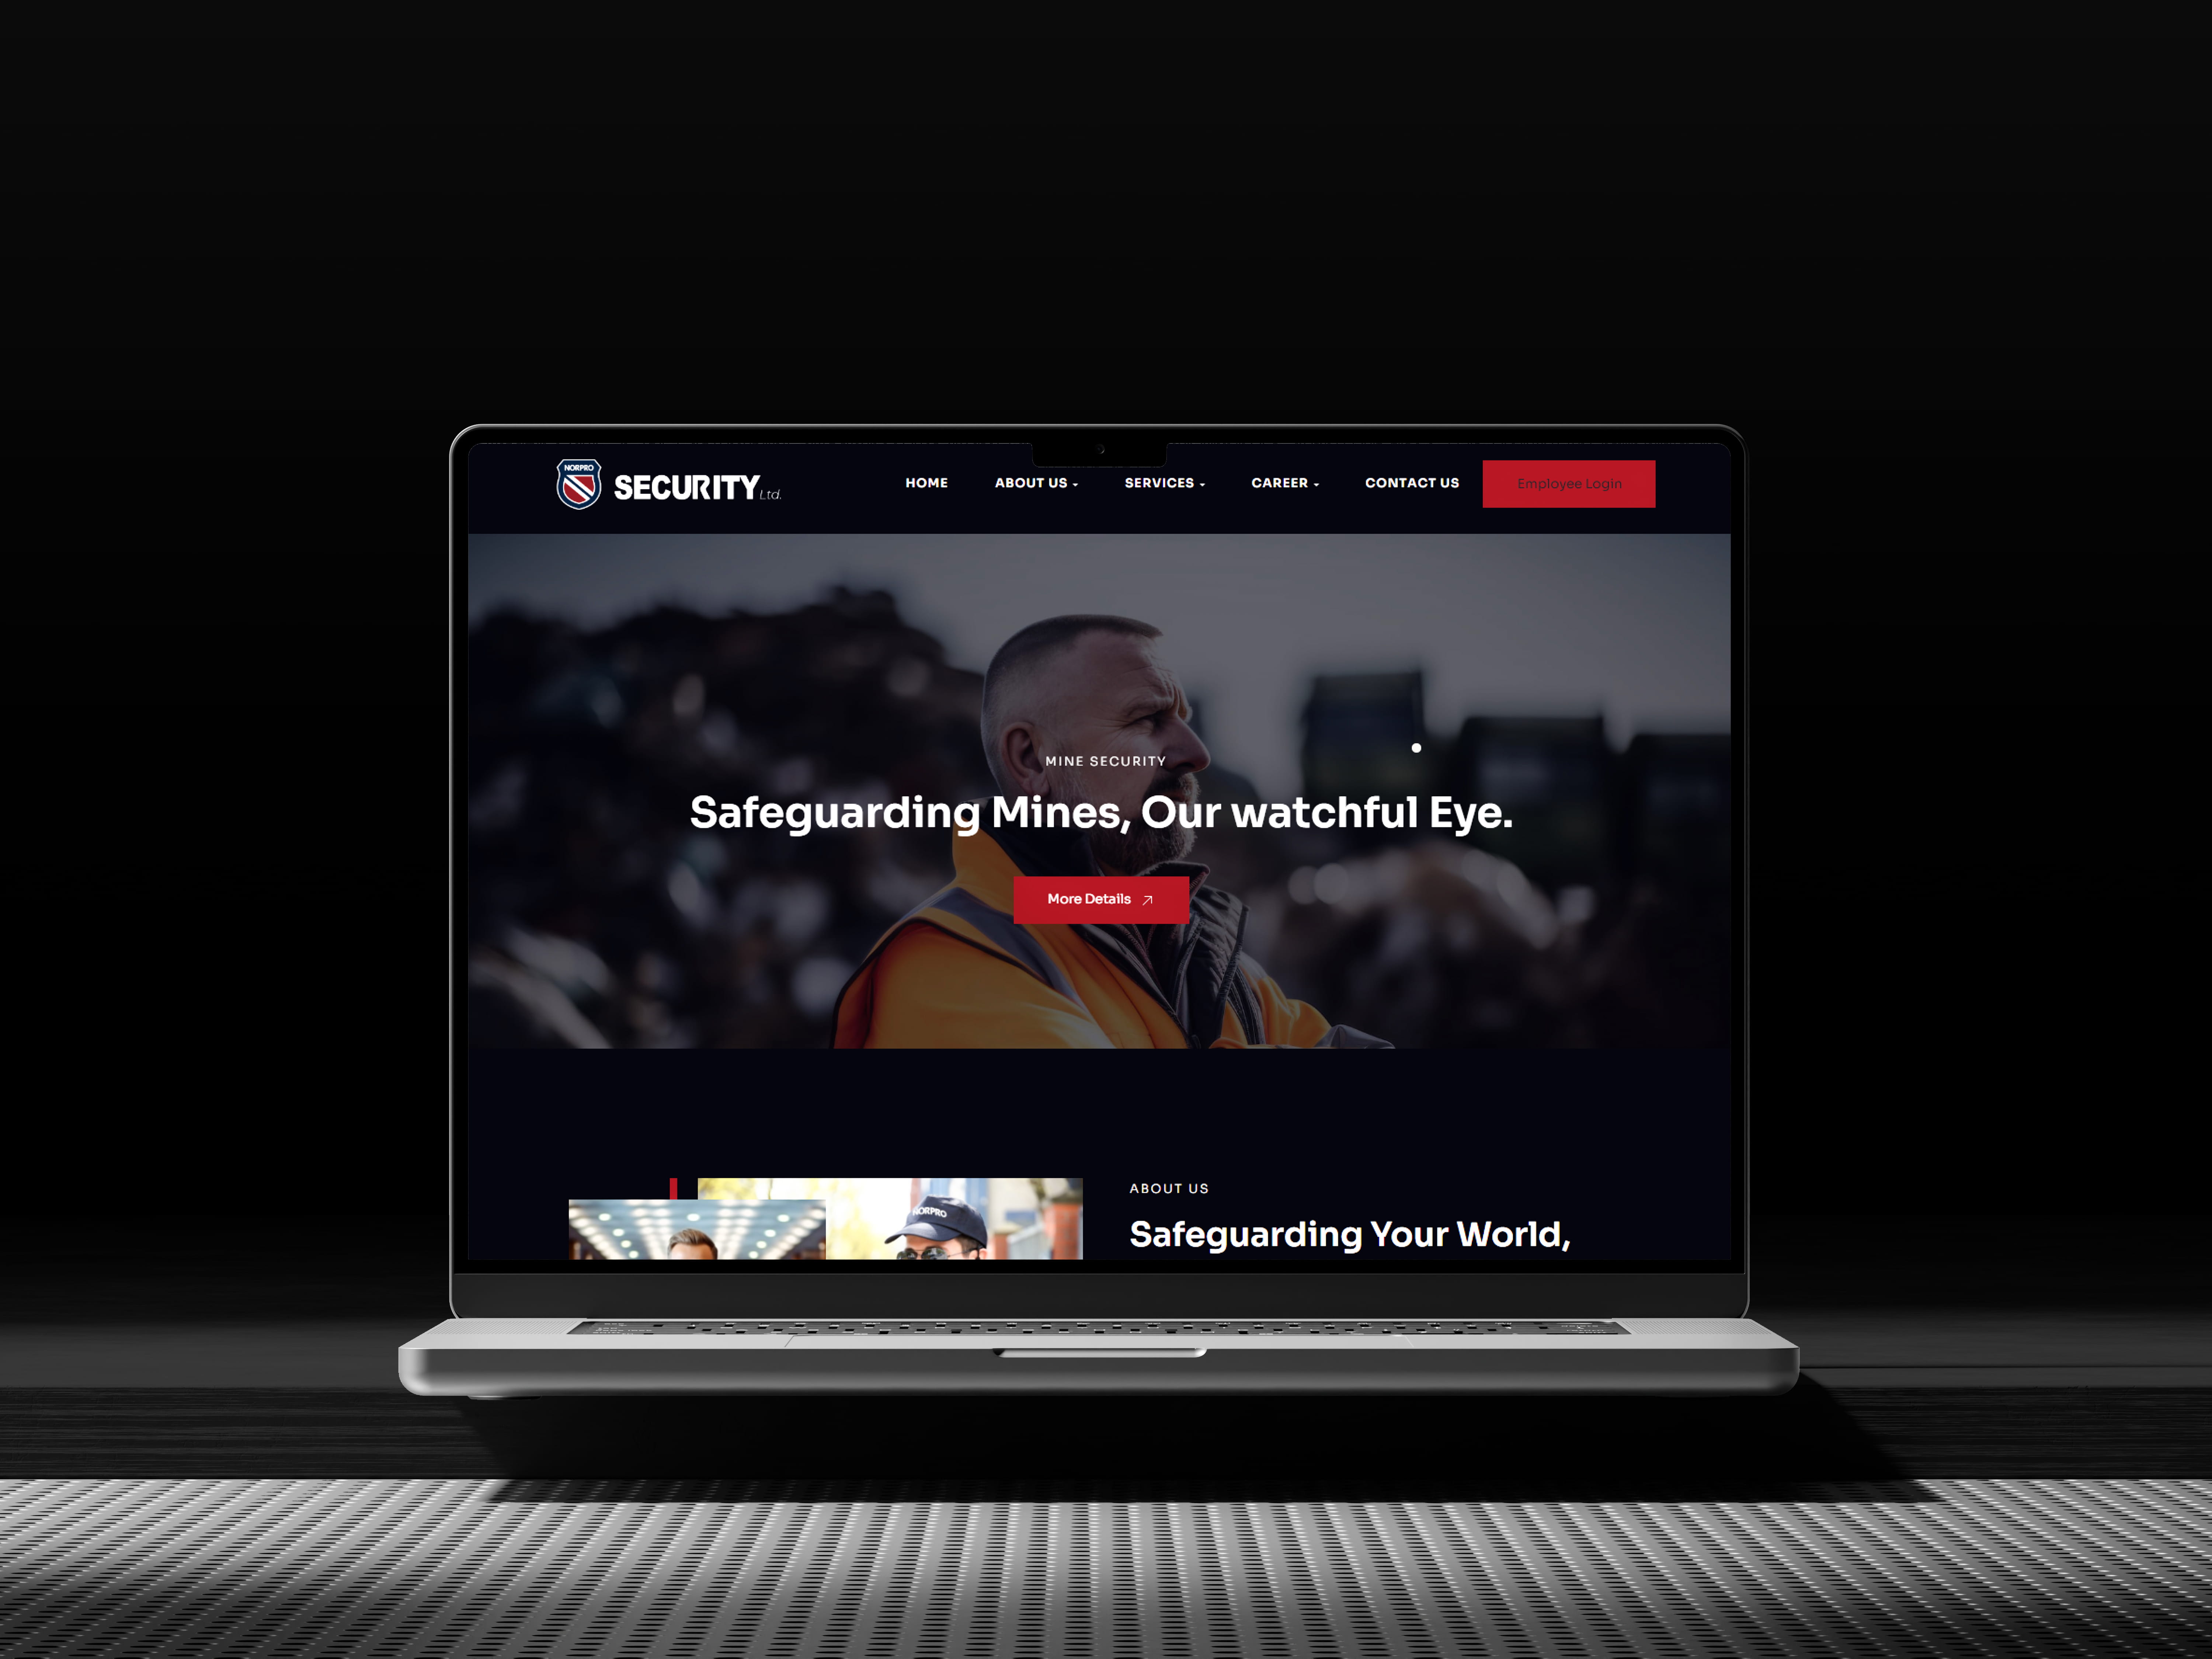 NORPRO
SECURITY Ltd.
HOME
ABOUT US
SERVICES
CAREER
CONTACT US
Employee Login
MINE SECURITY
Safeguarding Mines, Our watchful Eye.
More Details
NORPRO
ABOUT US
Safeguarding Your World,